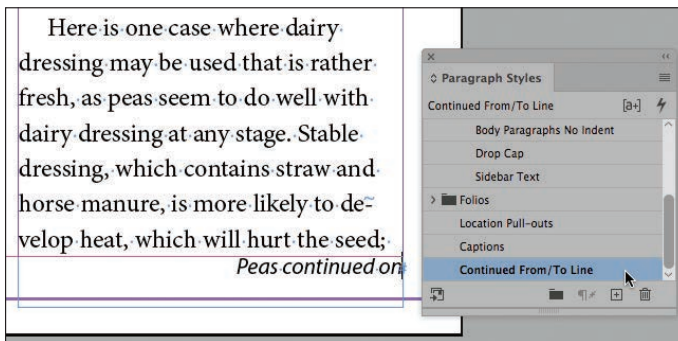 Here is one case where dairy
dressing may be used that is rather
fresh, as peas seem to do well with
dairy dressing at any stage. Stable
dressing, which contains straw and
horse manure, is more likely to de-
velop heat, which will hurt the seed;
Peas continued on
Paragraph Styles
Continued From/To Line [a+]
Body Paragraphs No Indent
Drop Cap
Sidebar Text
Folios
Location Pull-outs
Captions
Continued From/To Line